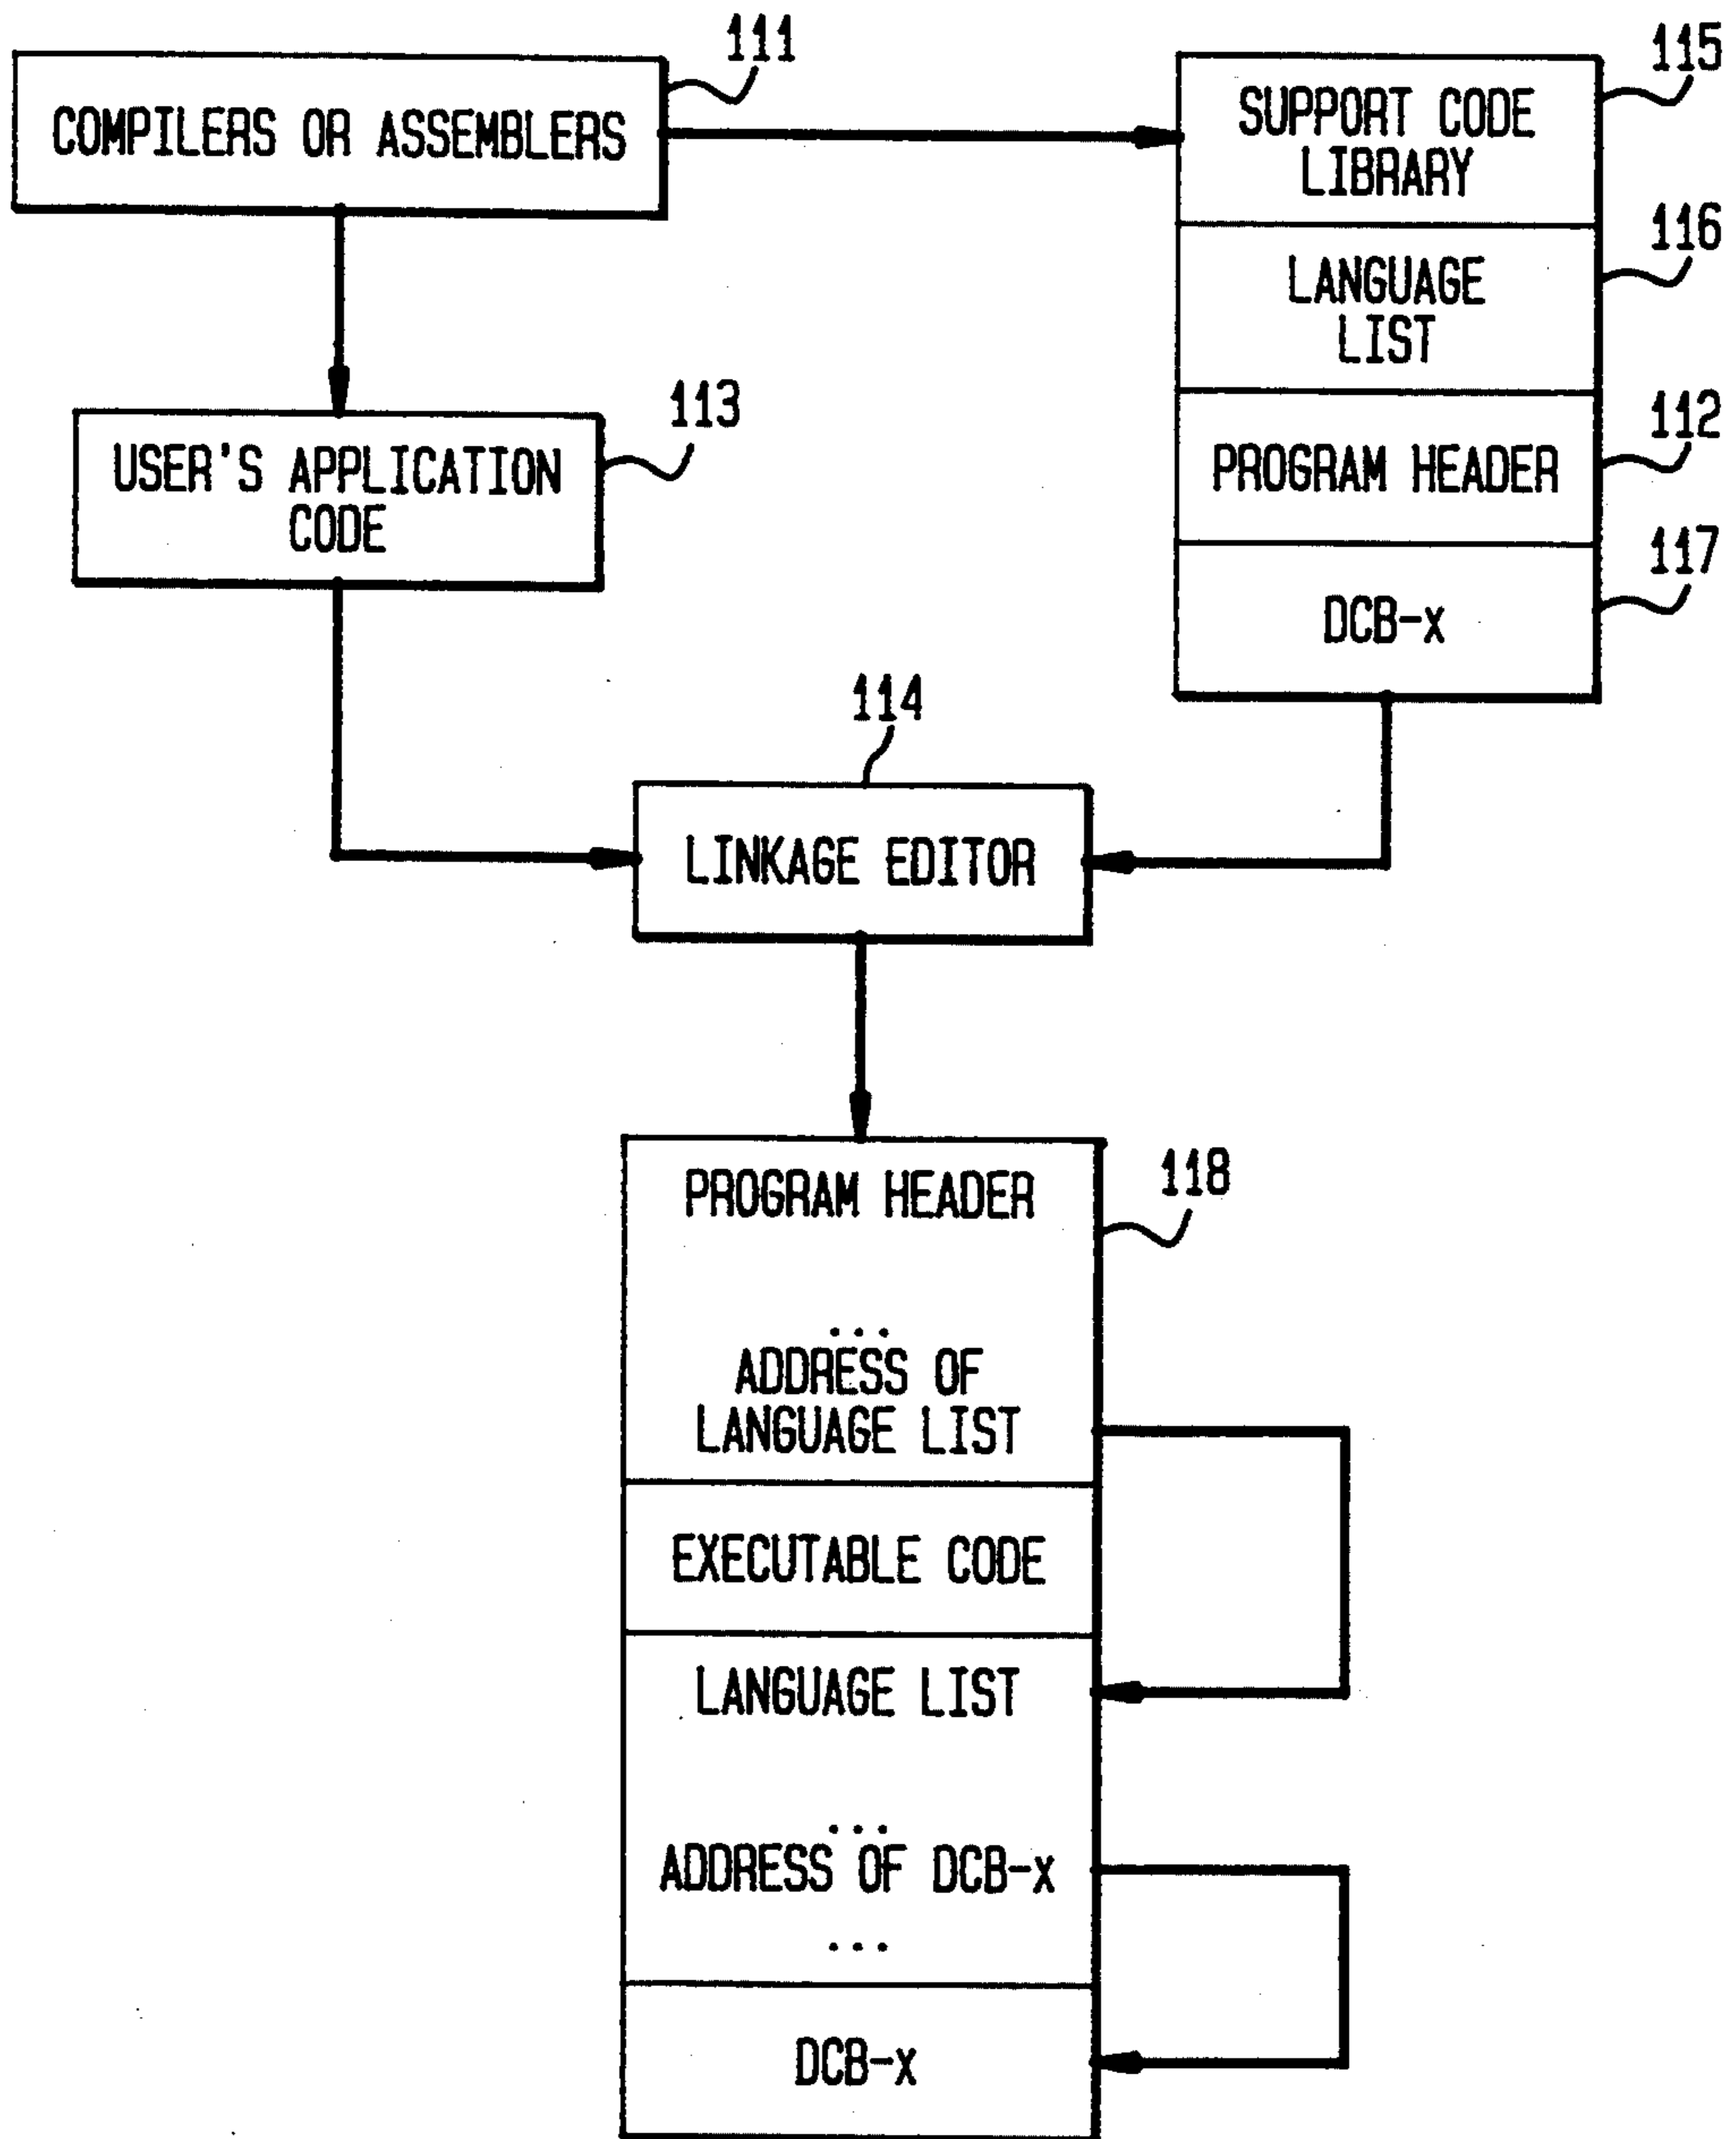 111
COMPILERS OR ASSEMBLERS
115
SUPPORT CODE
LIBRARY
116
LANGUAGE
LIST
112
PROGRAM HEADER
117
DCB-x
113
USER'S APPLICATION
CODE
114
LINKAGE EDITOR
118
PROGRAM HEADER
...
ADDRESS OF
LANGUAGE LIST
EXECUTABLE CODE
LANGUAGE LIST
...
ADDRESS OF DCB-x
...
DCB-x